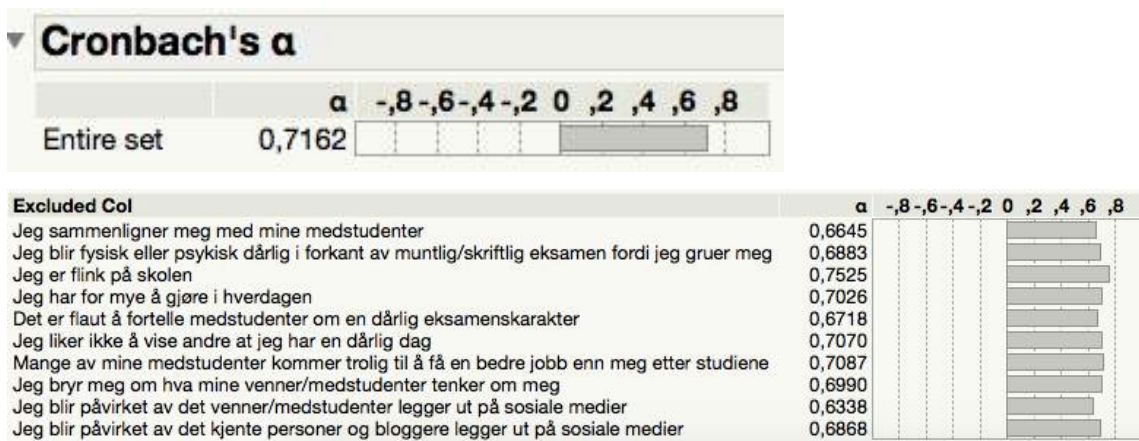 Cronbach's α
α -,8 -,6 -,4 -,2 0 ,2 ,4 ,6 ,8
Entire set 0,7162
Excluded Col α -,8 -,6 -,4 -,2 0 ,2 ,4 ,6 ,8
Jeg sammenligner meg med mine medstudenter 0,6645
Jeg blir fysisk eller psykisk dårlig i forkant av muntlig/skriftlig eksamen fordi jeg gruer meg 0,6883
Jeg er flink på skolen 0,7525
Jeg har for mye å gjøre i hverdagen 0,7026
Det er flaut å fortelle medstudenter om en dårlig eksamenskarakter 0,6718
Jeg liker ikke å vise andre at jeg har en dårlig dag 0,7070
Mange av mine medstudenter kommer trolig til å få en bedre jobb enn meg etter studiene 0,7087
Jeg bryr meg om hva mine venner/medstudenter tenker om meg 0,6990
Jeg blir påvirket av det venner/medstudenter legger ut på sosiale medier 0,6338
Jeg blir påvirket av det kjente personer og bloggere legger ut på sosiale medier 0,6868